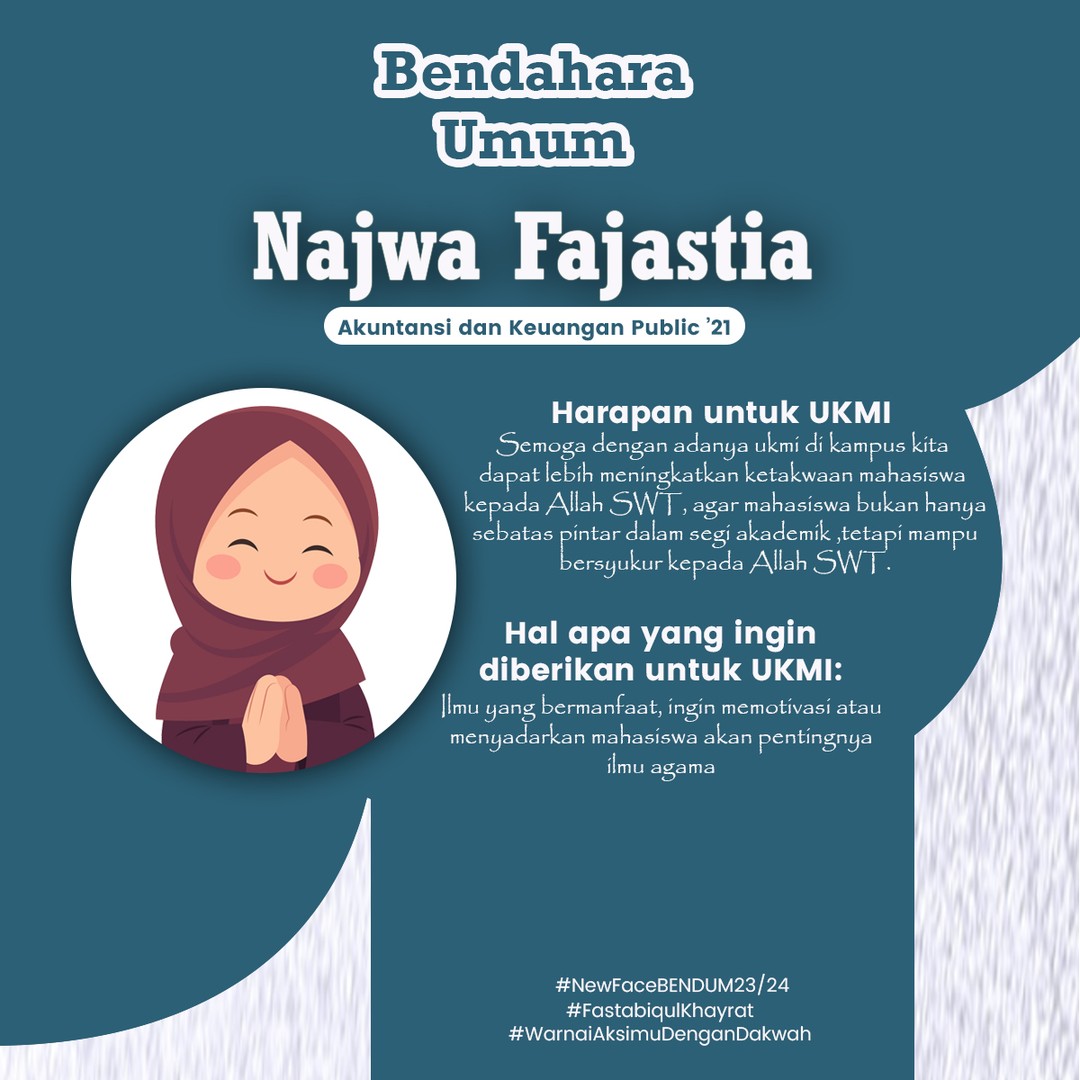 Bendahara
Umum
Najwa Fajastia
Akuntansi dan Keuangan Public ’21
Harapan untuk UKMI
Semoga dengan adanya ukmi di kampus kita
dapat lebih meningkatkan ketakwaan mahasiswa
kepada Allah SWT, agar mahasiswa bukan hanya
sebatas pintar dalam segi akademik ,tetapi mampu
bersyukur kepada Allah SWT.
Hal apa yang ingin
diberikan untuk UKMI:
Ilmu yang bermanfaat, ingin memotivasi atau
menyadarkan mahasiswa akan pentingnya
ilmu agama
#NewFaceBENDUM23/24
#FastabiqulKhayrat
#WarnaiAksimuDenganDakwah